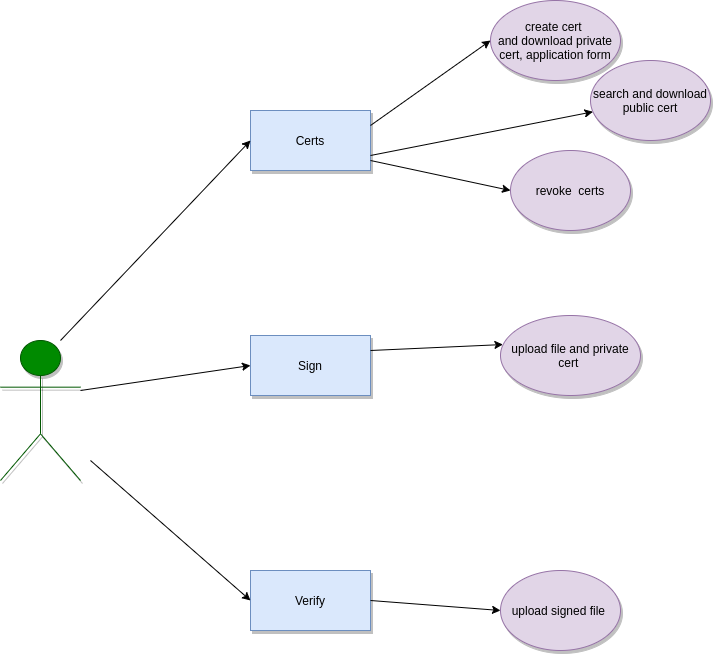 create cert
and download private
cert, application form
search and download
public cert
Certs
revoke  certs
Sign
upload file and private
cert
Verify
upload signed file